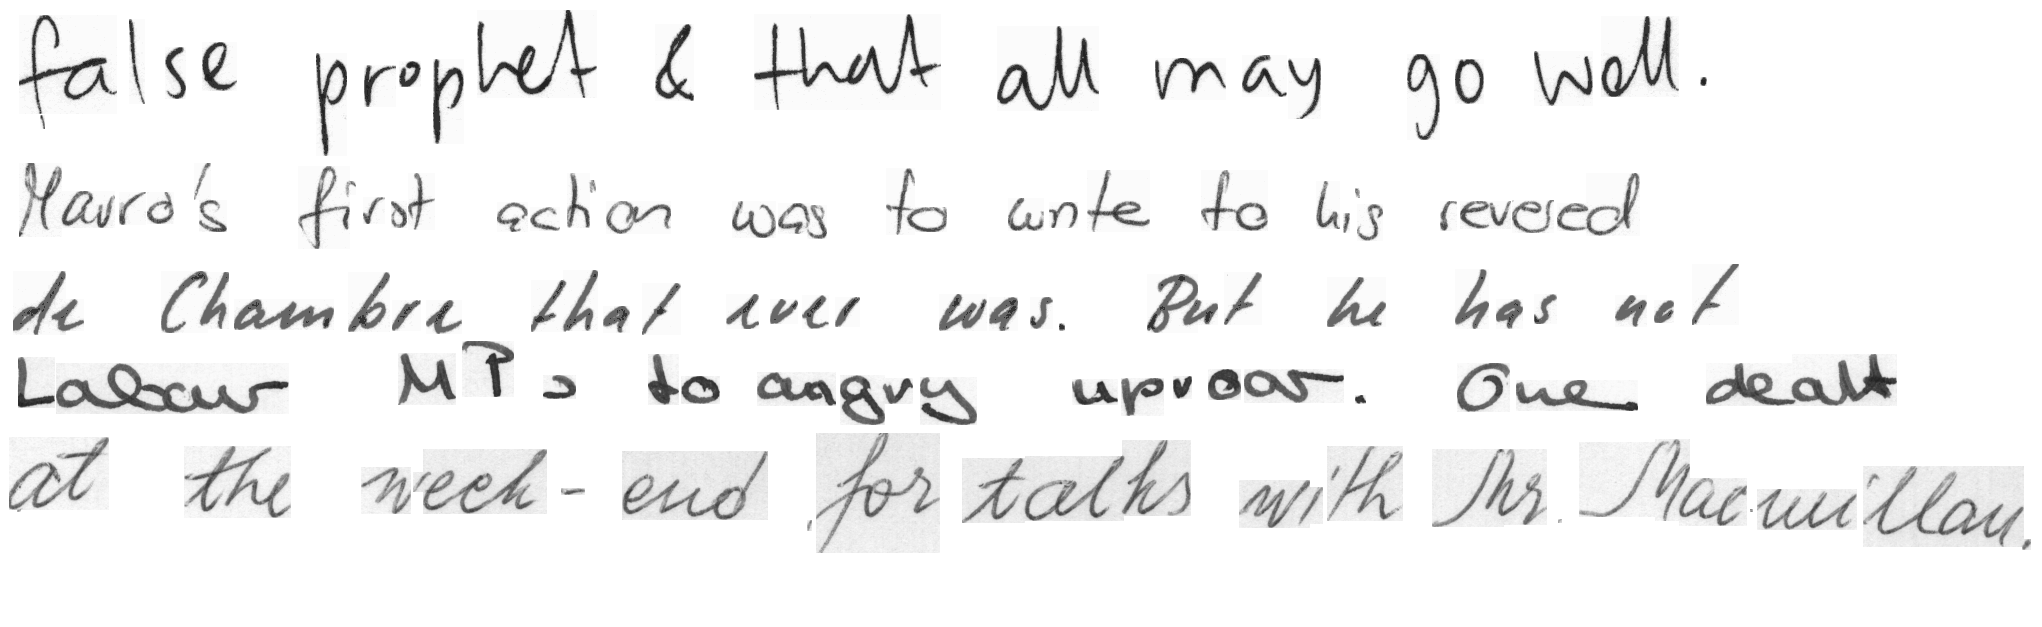 false prophet & that all may go well.
Mavro's first action was to write to his revered
de Chambre that ever was. But he has not
Labour MPs to angry uproar. One dealt
at the week-end for talks with Mr. Macmillan.